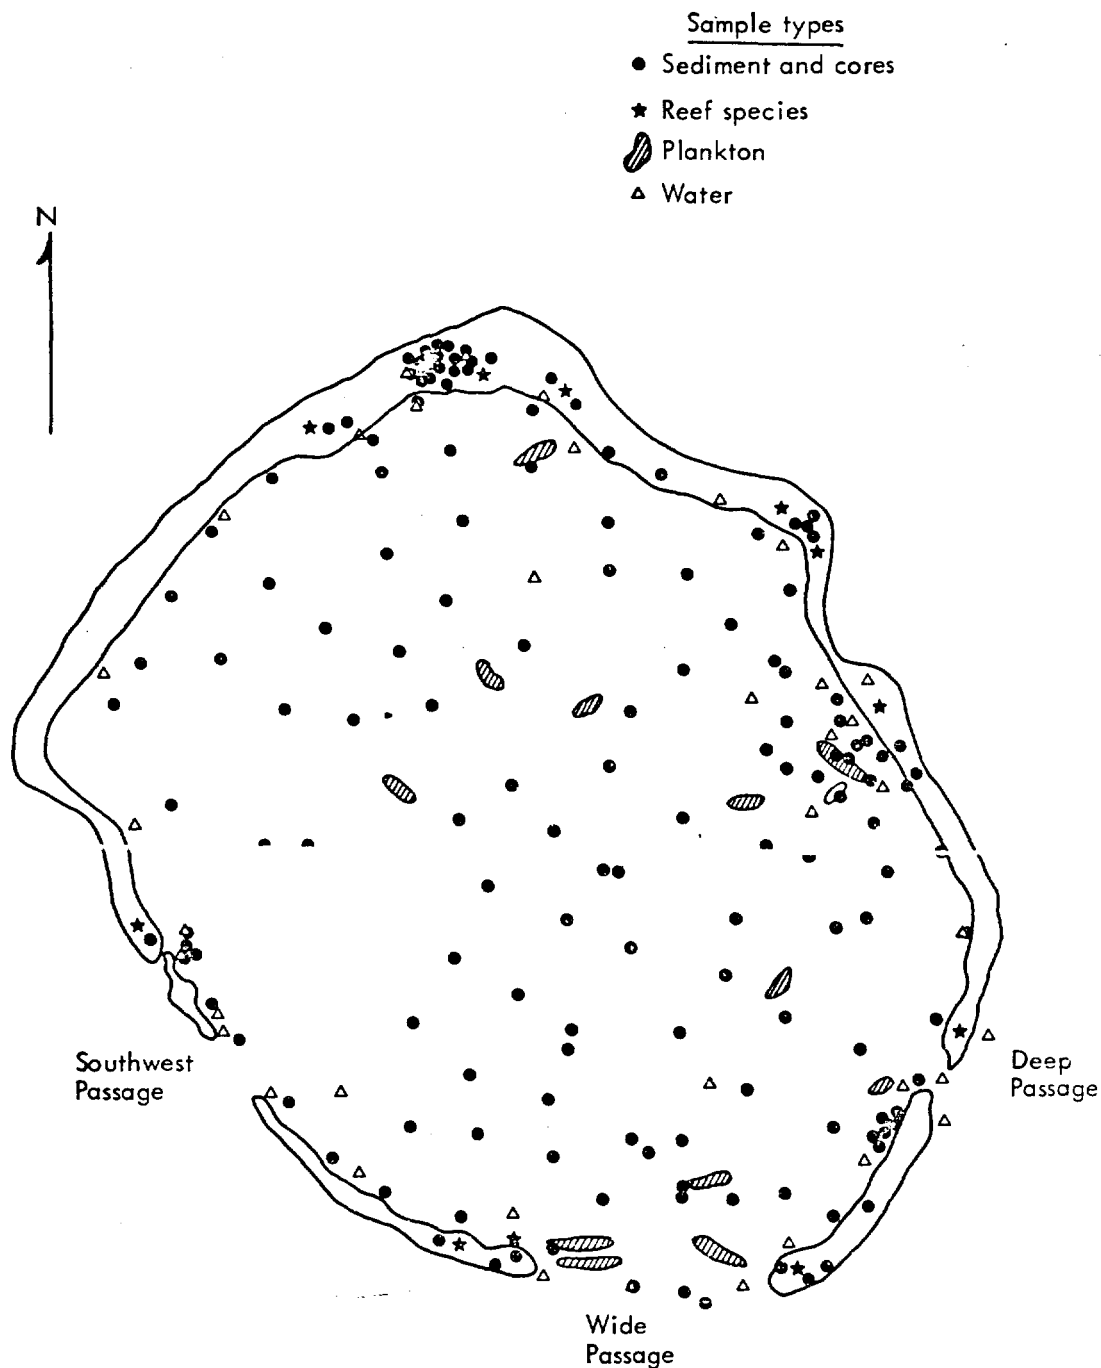 Sample types
Sediment and cores
Reef species
Plankton
Water
N
Southwest
Passage
Deep
Passage
Wide
Passage